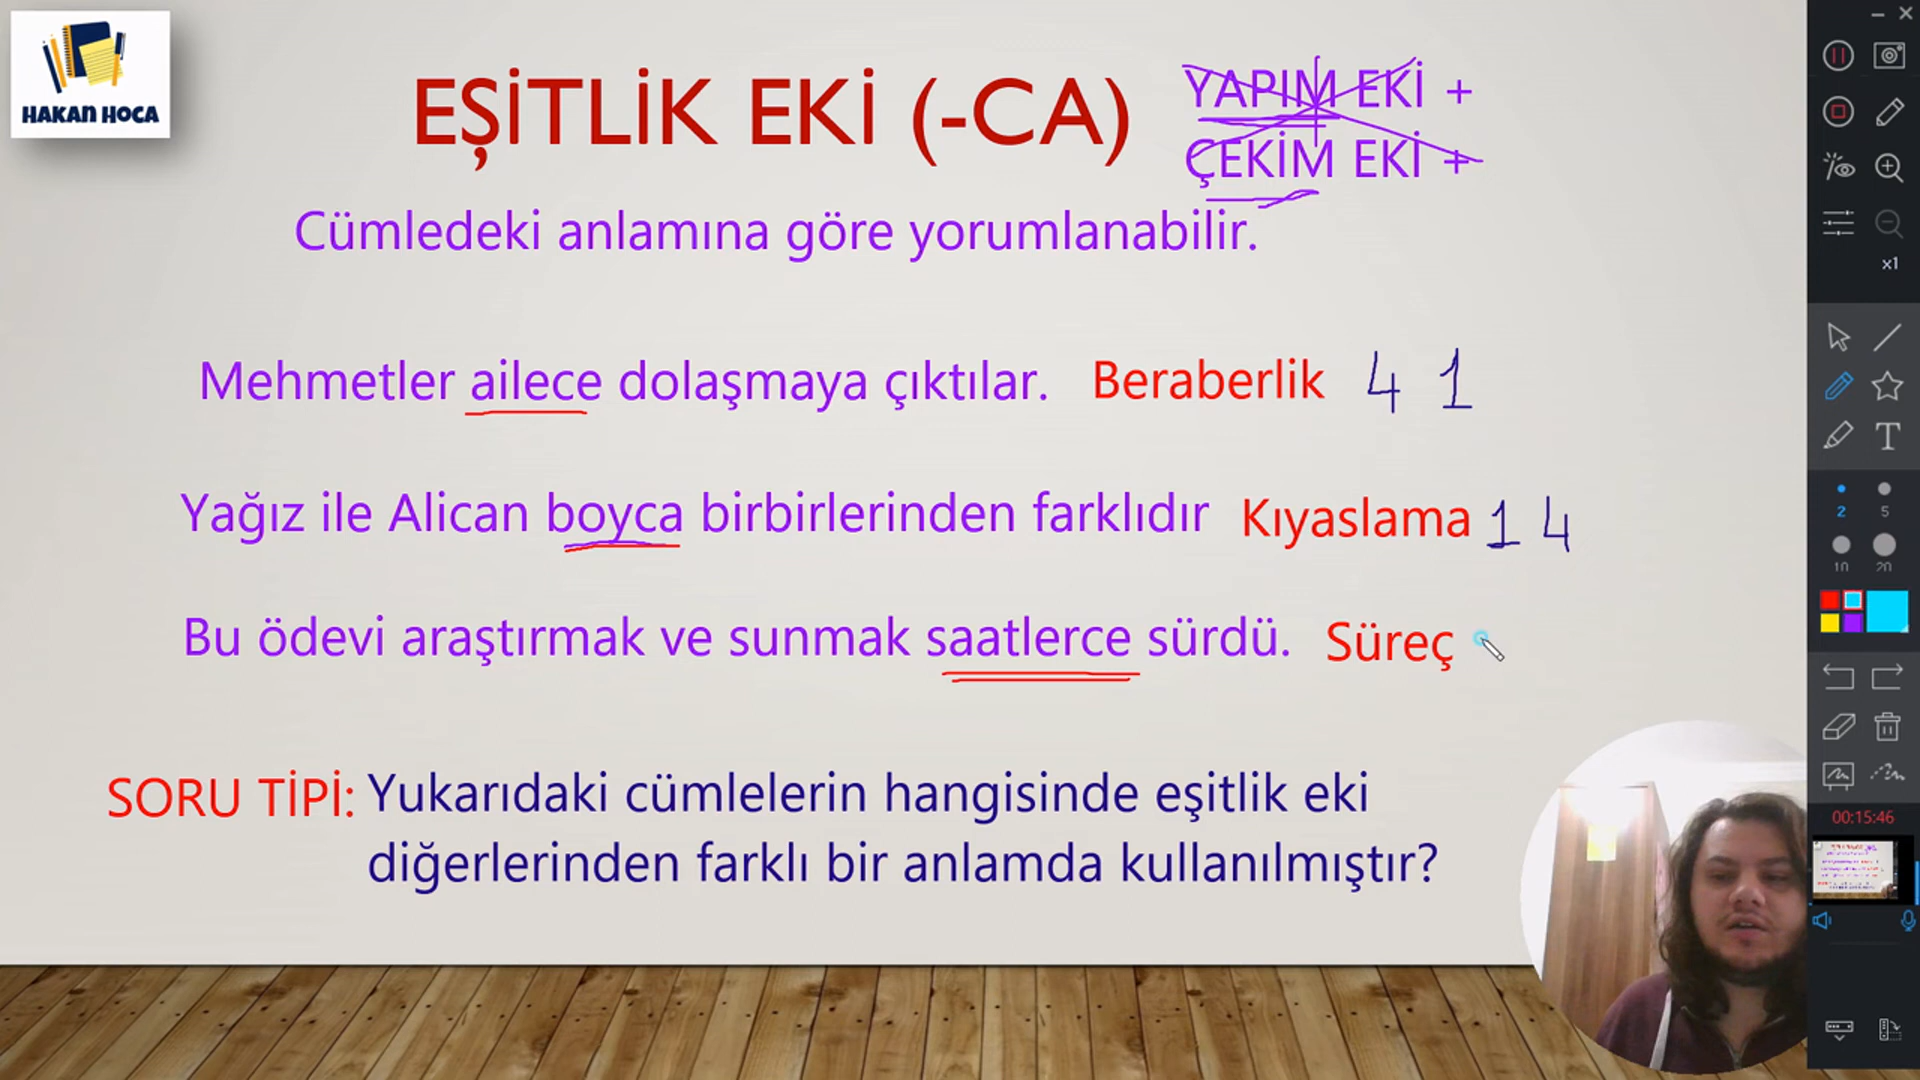 HAKAN HOCA
EŞİTLİK EKİ (-CA)
YAPIM EKİ +
ÇEKİM EKİ +
Cümledeki anlamına göre yorumlanabilir.
Mehmetler ailece dolaşmaya çıktılar. Beraberlik 4 1
Yağız ile Alican boyca birbirlerinden farklıdır Kıyaslama 1 4
Bu ödevi araştırmak ve sunmak saatlerce sürdü. Süreç
SORU TİPİ: Yukarıdaki cümlelerin hangisinde eşitlik eki
diğerlerinden farklı bir anlamda kullanılmıştır?
x1
T
2 5
10 20
00:15:46